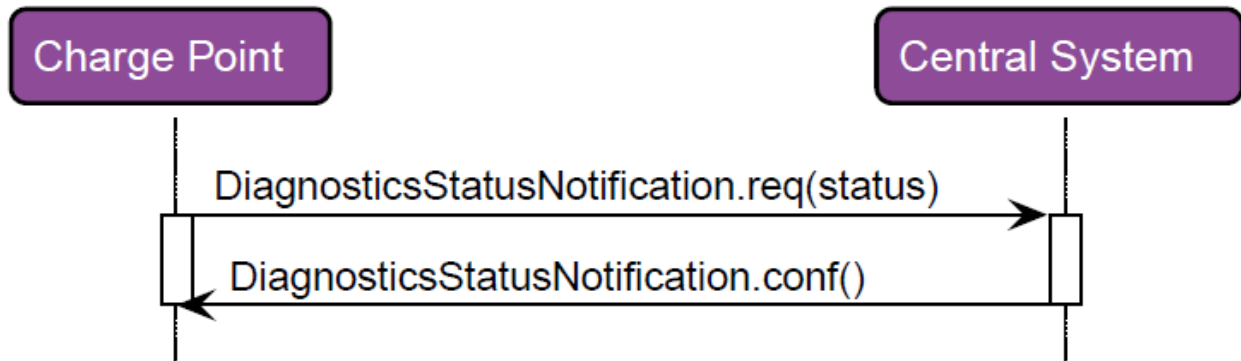 Charge Point
Central System
DiagnosticsStatusNotification.req(status)
DiagnosticsStatusNotification.conf()